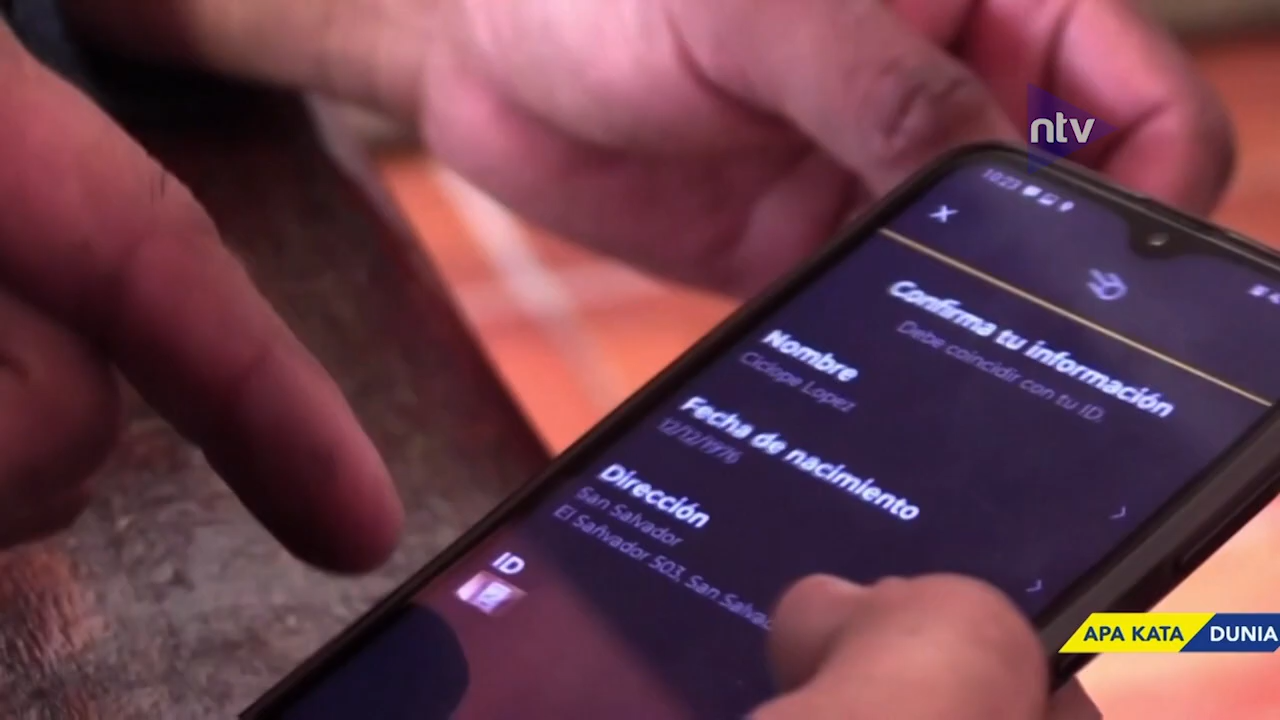 ntv
10:23
Confirma tu información
Debe coincidir con tu ID.
Nombre
Ciclope Lopez
Fecha de nacimiento
12/12/1976
Dirección
San Salvador
El Sañvador 503, San Salvad
ID
APA KATA DUNIA